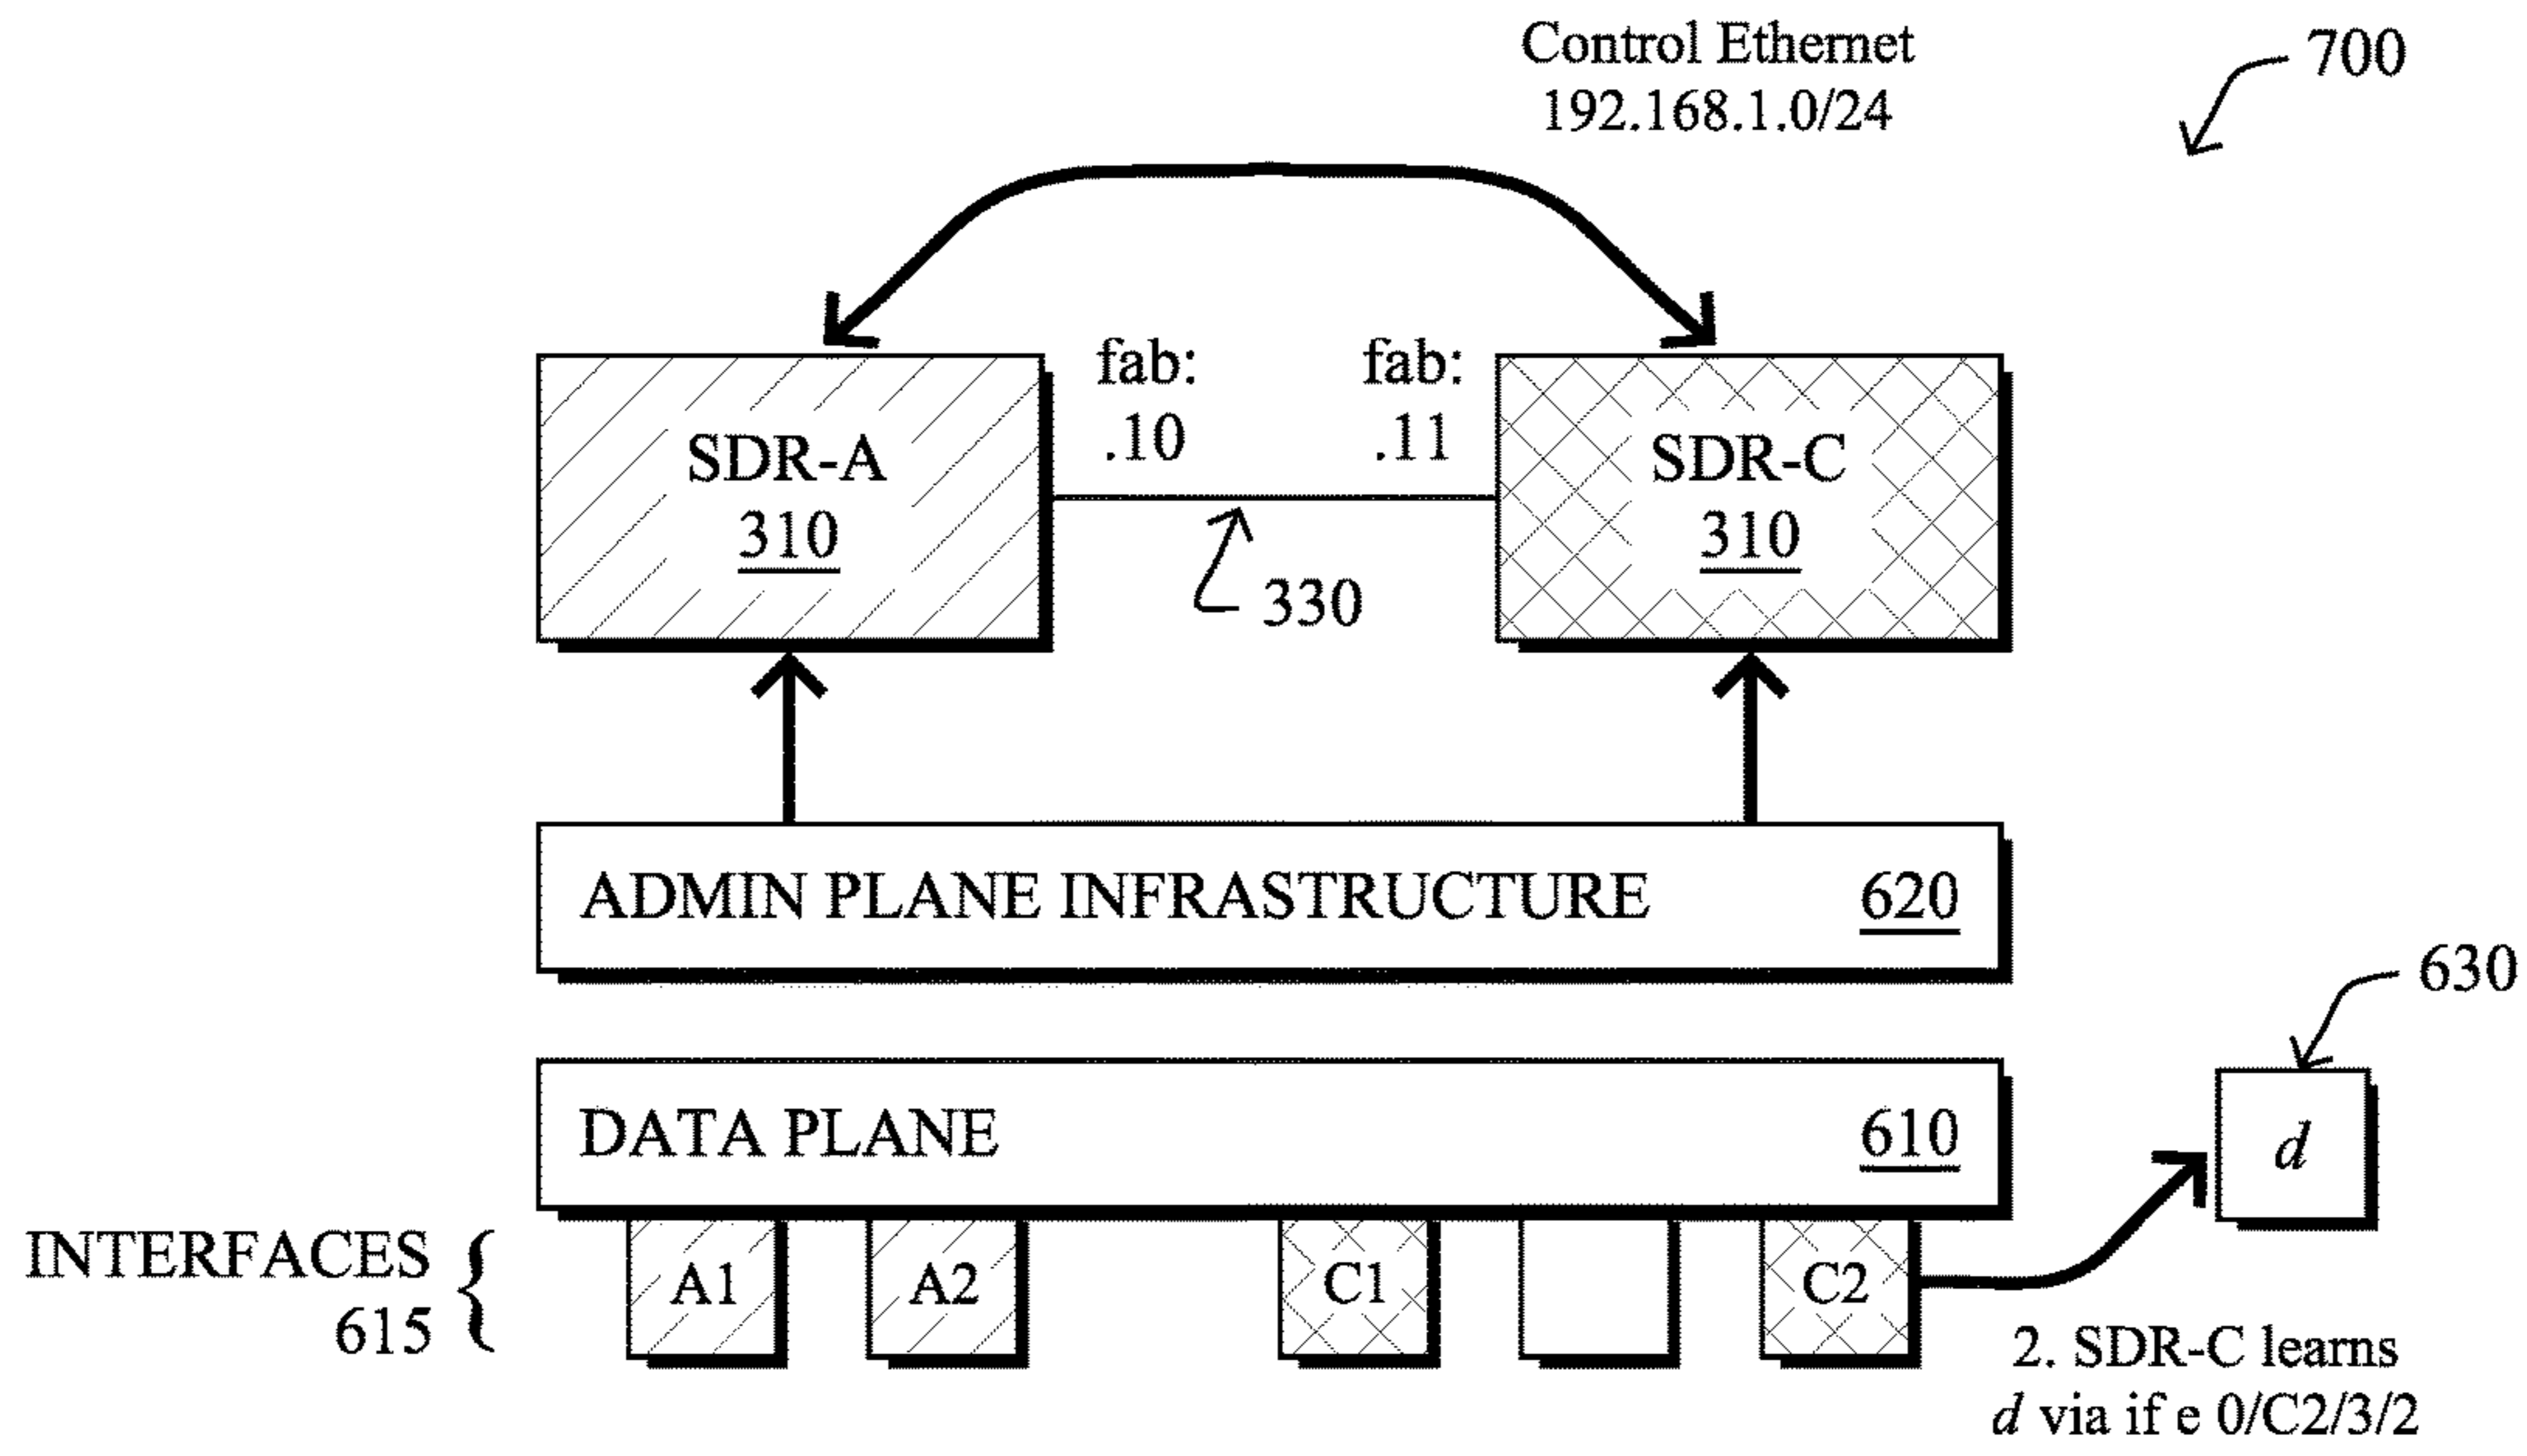 Control Ethernet
192.168.1.0/24
700
fab:
.10
fab:
.11
SDR-A
310
SDR-C
310
330
ADMIN PLANE INFRASTRUCTURE 620
630
DATA PLANE 610
d
INTERFACES
615
A1
A2
C1
C2
2. SDR-C learns
d via if e 0/C2/3/2